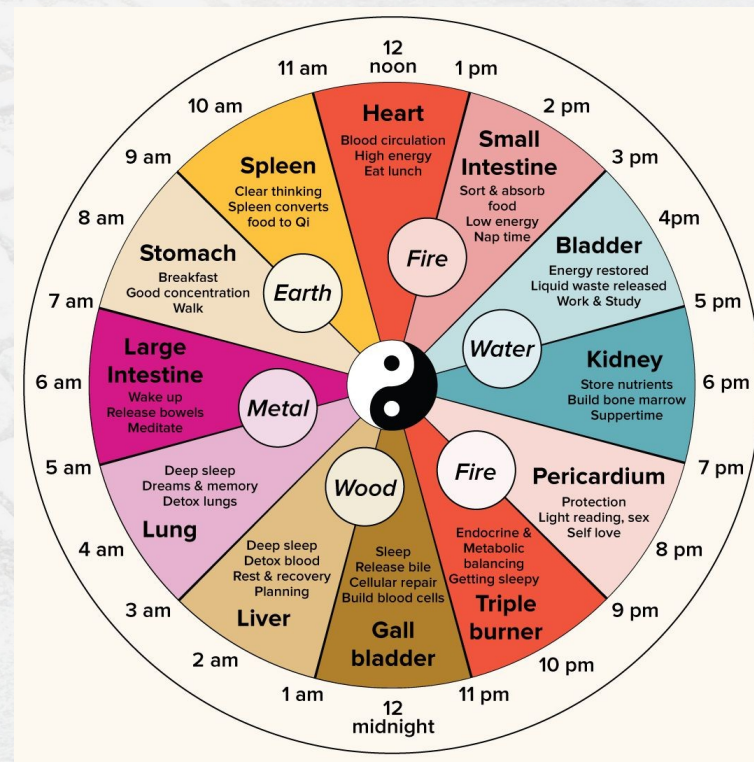 12
noon
1 pm
2 pm
3 pm
4pm
5 pm
6 pm
7 pm
8 pm
9 pm
10 pm
11 pm
12
midnight
1 am
2 am
3 am
4 am
5 am
6 am
7 am
8 am
9 am
10 am
11 am
Heart
Blood circulation
High energy
Eat lunch
Small
Intestine
Sort & absorb
food
Low energy
Nap time
Fire
Bladder
Energy restored
Liquid waste released
Work & Study
Water
Kidney
Store nutrients
Build bone marrow
Suppertime
Pericardium
Protection
Light reading, sex
Self love
Fire
Endocrine &
Metabolic
balancing
Getting sleepy
Triple
burner
Sleep
Release bile
Cellular repair
Build blood cells
Gall
bladder
Wood
Deep sleep
Detox blood
Rest & recovery
Planning
Liver
Deep sleep
Dreams & memory
Detox lungs
Lung
Metal
Large
Intestine
Wake up
Release bowels
Meditate
Stomach
Breakfast
Good concentration
Walk
Earth
Spleen
Clear thinking
Spleen converts
food to Qi